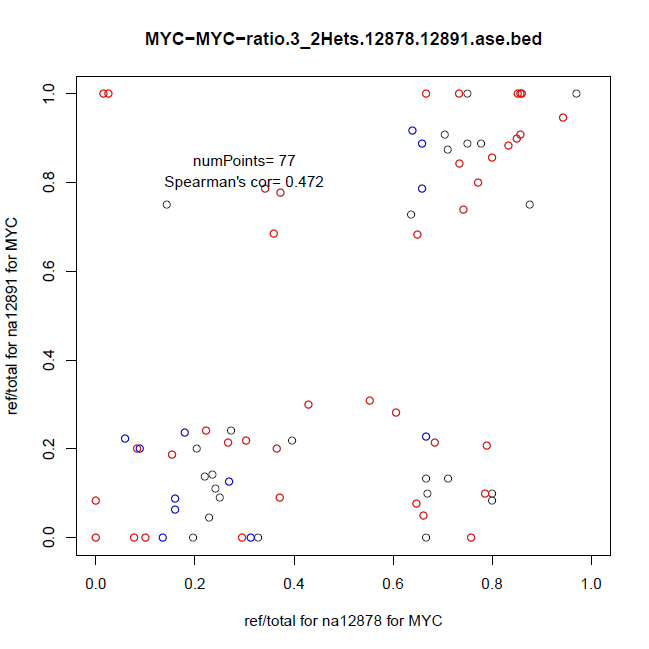 MYC−MYC−ratio.3_2Hets.12878.12891.ase.bed
numPoints= 77
Spearman's cor= 0.472
ref/total for na12891 for MYC
1.0
0.8
0.6
0.4
0.2
0.0
0.0 0.2 0.4 0.6 0.8 1.0
ref/total for na12878 for MYC